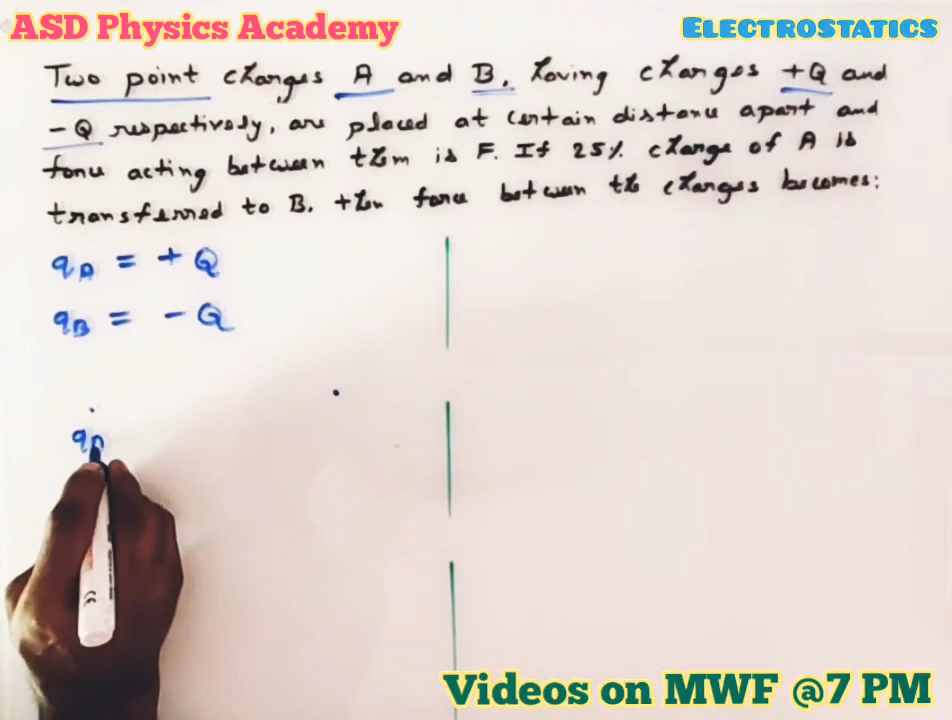 ASD Physics Academy
ELECTROSTATICS
Two point charges A and B, having charges +Q and
-Q respectively, are placed at certain distance apart and
force acting between them is F. If 25% charge of A is
transferred to B, then force between the charges becomes:
qA = +Q
qB = -Q
qA
Videos on MWF @7 PM